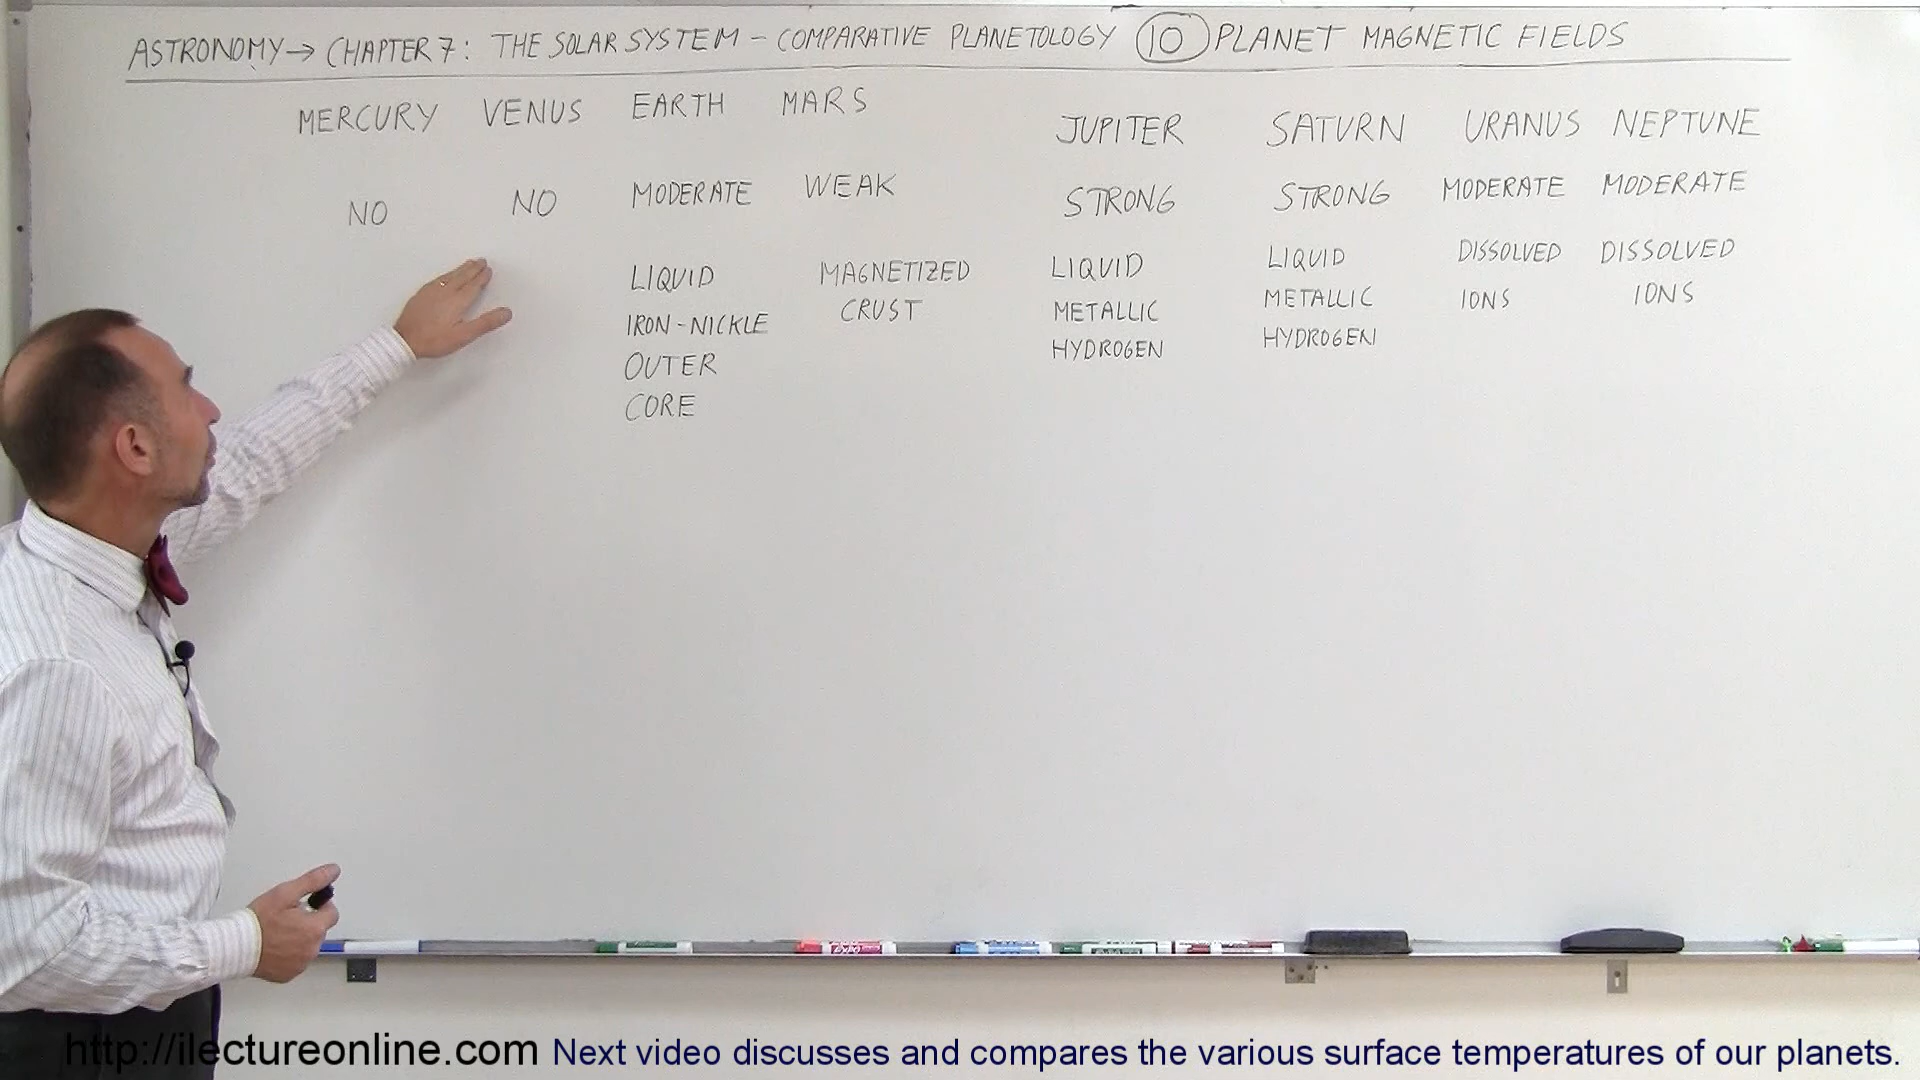 ASTRONOMY → CHAPTER 7: THE SOLAR SYSTEM - COMPARATIVE PLANETOLOGY 10 PLANET MAGNETIC FIELDS
MERCURY VENUS EARTH MARS JUPITER SATURN URANUS NEPTUNE
NO NO MODERATE WEAK STRONG STRONG MODERATE MODERATE
LIQUID
IRON-NICKLE
OUTER
CORE
MAGNETIZED
CRUST
LIQUID
METALLIC
HYDROGEN
LIQUID
METALLIC
HYDROGEN
DISSOLVED
IONS
DISSOLVED
IONS
http://ilectureonline.com Next video discusses and compares the various surface temperatures of our planets.